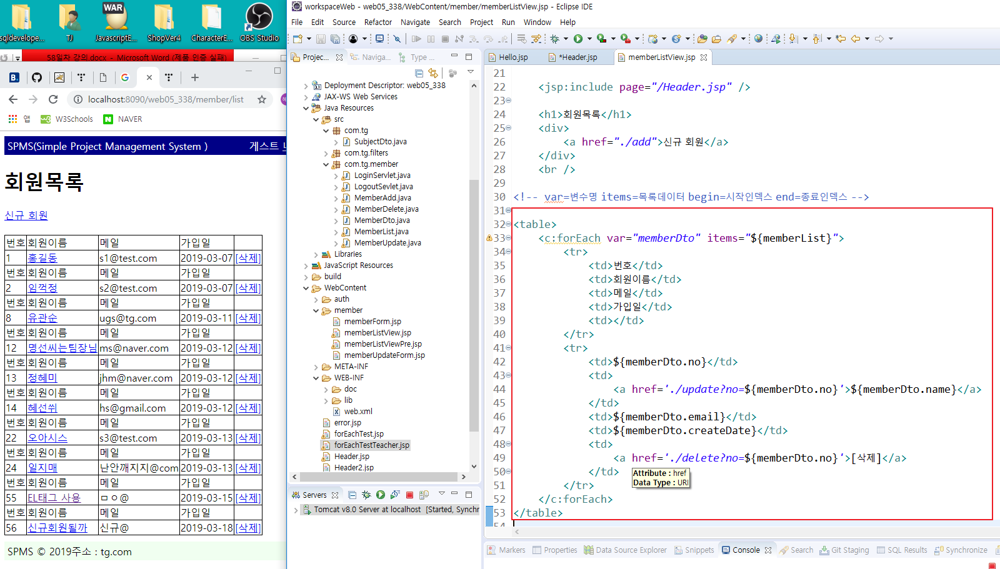 sqldevelope...
TJ
WAR
JavascriptE...
ShopVer4
CharacterE...
OBS Studio
58일차 강의.docx - Microsoft Word (제품 인증 실패)
localhost:8090/web05_338/member/list
앱
W3Schools
NAVER
SPMS(Simple Project Management System )
게스트
회원목록
신규 회원
번호 회원이름 메일 가입일
1 홍길동 s1@test.com 2019-03-07 [삭제]
번호 회원이름 메일 가입일
2 임꺽정 s2@test.com 2019-03-07 [삭제]
번호 회원이름 메일 가입일
8 유관순 ugs@tg.com 2019-03-11 [삭제]
번호 회원이름 메일 가입일
12 명선씨는팀장님 ms@naver.com 2019-03-12 [삭제]
번호 회원이름 메일 가입일
13 정혜미 jhm@naver.com 2019-03-12 [삭제]
번호 회원이름 메일 가입일
14 혜선쒸 hs@gmail.com 2019-03-12 [삭제]
번호 회원이름 메일 가입일
22 오아시스 s3@test.com 2019-03-13 [삭제]
번호 회원이름 메일 가입일
24 일지매 난안깨지지@com 2019-03-13 [삭제]
번호 회원이름 메일 가입일
55 EL태그 사용 ㅁㅇ@ 2019-03-15 [삭제]
번호 회원이름 메일 가입일
56 신규회원될까 신규@ 2019-03-18 [삭제]
SPMS © 2019주소 : tg.com
workspaceWeb - web05_338/WebContent/member/memberListView.jsp - Eclipse IDE
File Edit Source Refactor Navigate Search Project Run Window Help
Projec...
Naviga...
Type ...
Deployment Descriptor: web05_338
JAX-WS Web Services
Java Resources
src
com.tg
SubjectDto.java
com.tg.filters
com.tg.member
LoginServlet.java
LogoutSevlet.java
MemberAdd.java
MemberDelete.java
MemberDto.java
MemberList.java
MemberUpdate.java
Libraries
JavaScript Resources
build
WebContent
auth
member
memberForm.jsp
memberListView.jsp
memberListViewPre.jsp
memberUpdateForm.jsp
META-INF
WEB-INF
doc
lib
web.xml
error.jsp
forEachTest.jsp
forEachTestTeacher.jsp
Header.jsp
Header2.jsp
Servers
Tomcat v8.0 Server at localhost [Started, Synchr
Hello.jsp
*Header.jsp
memberListView.jsp
21
22 <jsp:include page="/Header.jsp" />
23
24 <h1>회원목록</h1>
25 <div>
26 <a href="./add">신규 회원</a>
27 </div>
28 <br />
29
30 <!-- var=변수명 items=목록데이터 begin=시작인덱스 end=종료인덱스 -->
31
32 <table>
33 <c:forEach var="memberDto" items="${memberList}">
34 <tr>
35 <td>번호</td>
36 <td>회원이름</td>
37 <td>메일</td>
38 <td>가입일</td>
39 <td></td>
40 </tr>
41 <tr>
42 <td>${memberDto.no}</td>
43 <td>
44 <a href='./update?no=${memberDto.no}'>${memberDto.name}</a>
45 </td>
46 <td>${memberDto.email}</td>
47 <td>${memberDto.createDate}</td>
48 <td>
49 <a href='./delete?no=${memberDto.no}'>[삭제]</a>
50 </td>
51 </tr>
52 </c:forEach>
53 </table>
54
Attribute : href
Data Type : URI
Markers
Properties
Data Source Explorer
Snippets
Console
Search
Git Staging
SQL Results
Synchronize